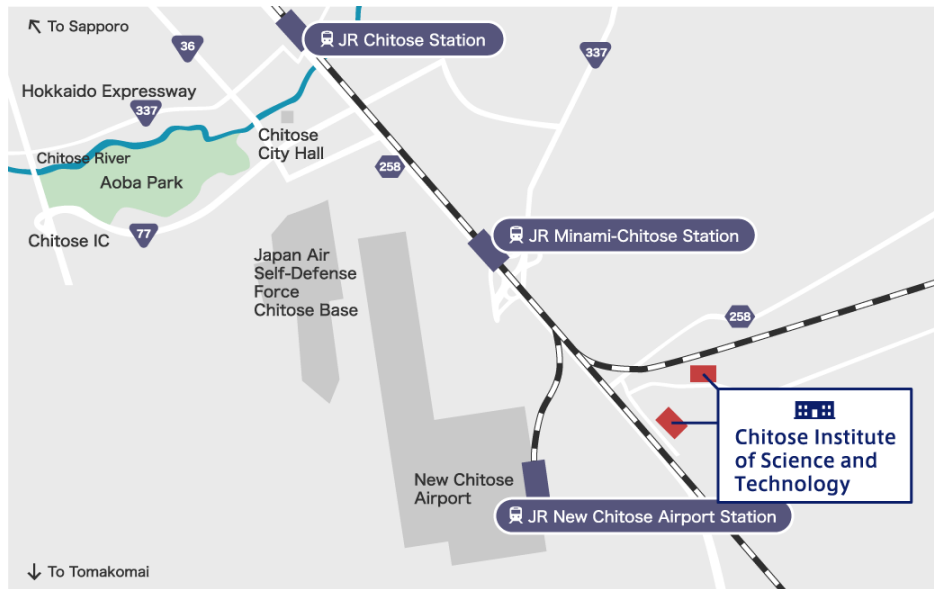 To Sapporo
JR Chitose Station
36
337
Hokkaido Expressway
337
Chitose
City Hall
Chitose River
258
Aoba Park
Chitose IC
77
JR Minami-Chitose Station
Japan Air
Self-Defense
Force
Chitose Base
258
Chitose Institute
of Science and
Technology
New Chitose
Airport
JR New Chitose Airport Station
To Tomakomai